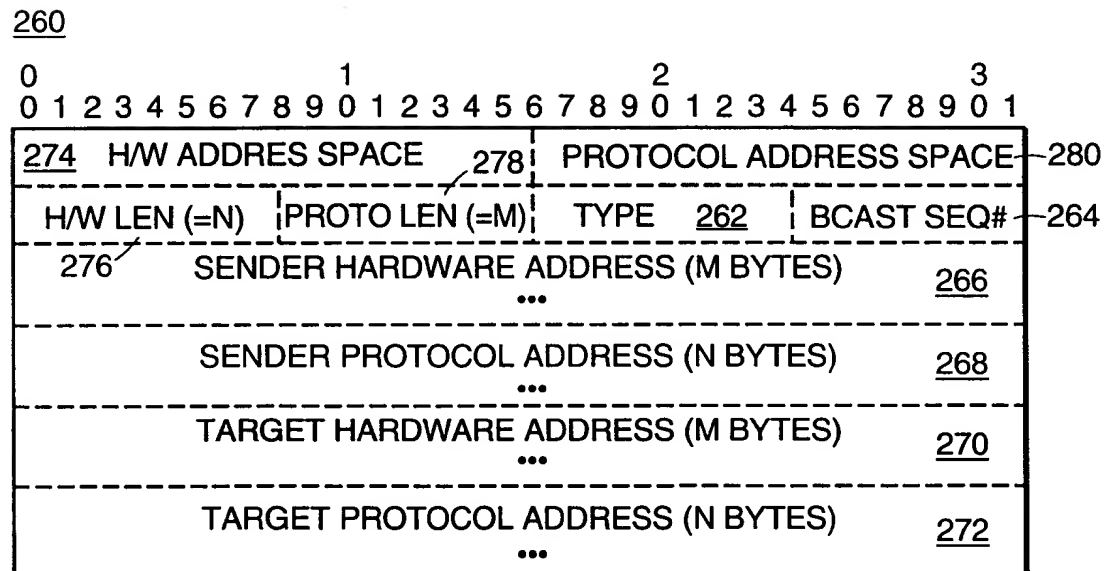 260
0 1 2 3
0 1 2 3 4 5 6 7 8 9 0 1 2 3 4 5 6 7 8 9 0 1 2 3 4 5 6 7 8 9 0 1
274 H/W ADDRES SPACE 278 PROTOCOL ADDRESS SPACE 280
H/W LEN (=N) PROTO LEN (=M) TYPE 262 BCAST SEQ# 264
276 SENDER HARDWARE ADDRESS (M BYTES) 266
•••
SENDER PROTOCOL ADDRESS (N BYTES) 268
•••
TARGET HARDWARE ADDRESS (M BYTES) 270
•••
TARGET PROTOCOL ADDRESS (N BYTES) 272
•••